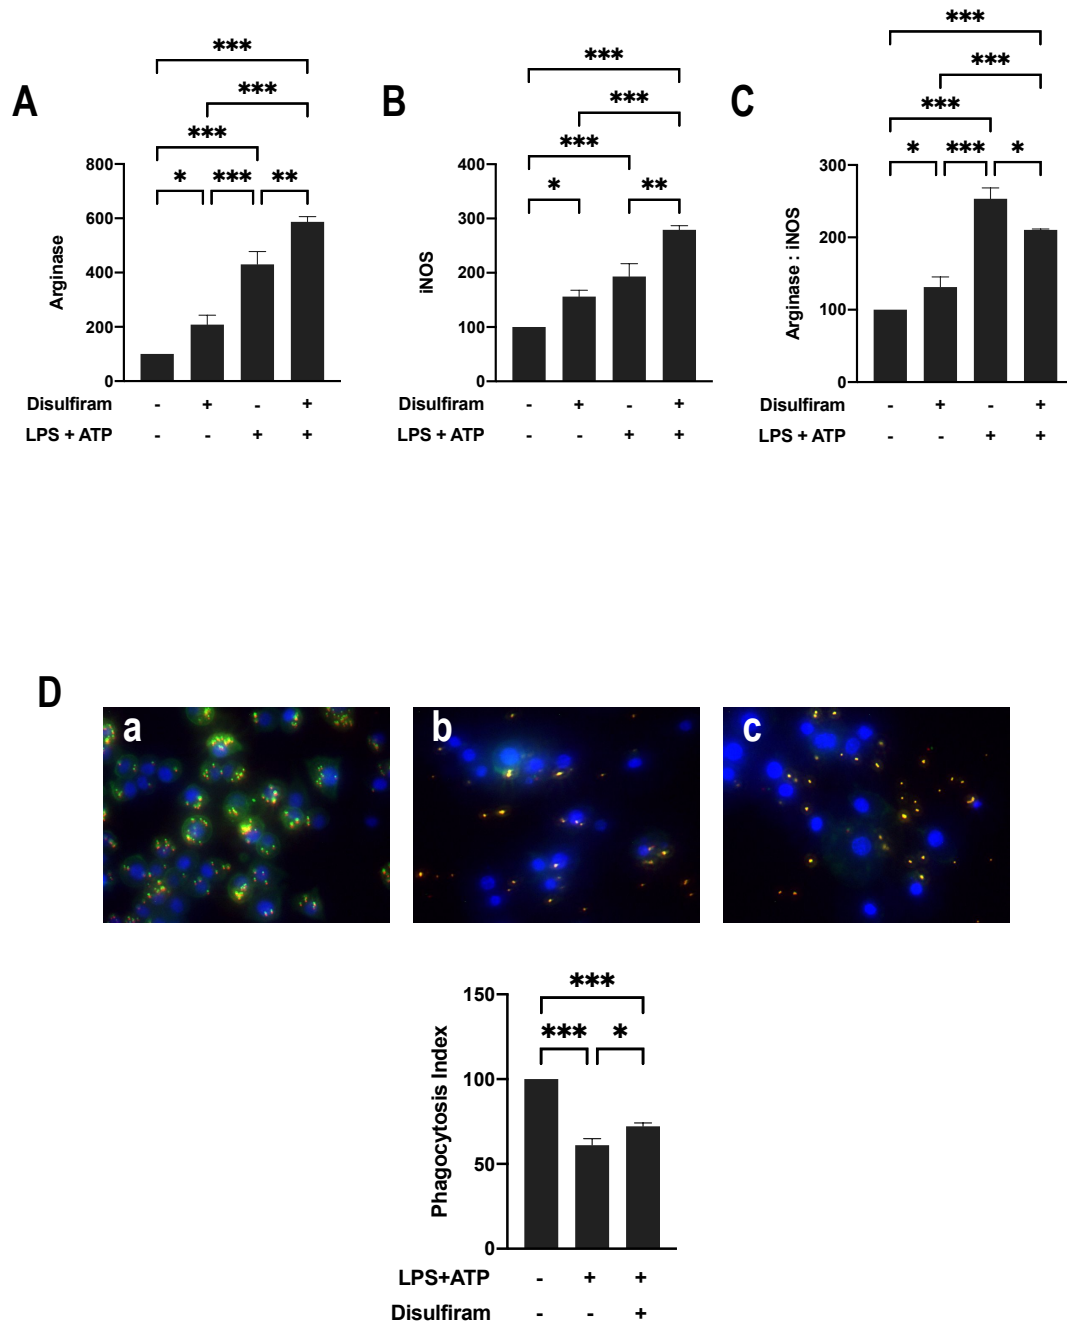 A
***
***
***
* *** **
800
600
400
200
0
Arginase
Disulfiram - + - +
LPS + ATP - - + +
B
***
***
***
* **
400
300
200
100
0
iNOS
Disulfiram - + - +
LPS + ATP - - + +
C
***
***
***
* *** *
300
200
100
0
Arginase : iNOS
Disulfiram - + - +
LPS + ATP - - + +
D
a b c
***
*** *
150
100
50
0
Phagocytosis Index
LPS+ATP - + +
Disulfiram - - +